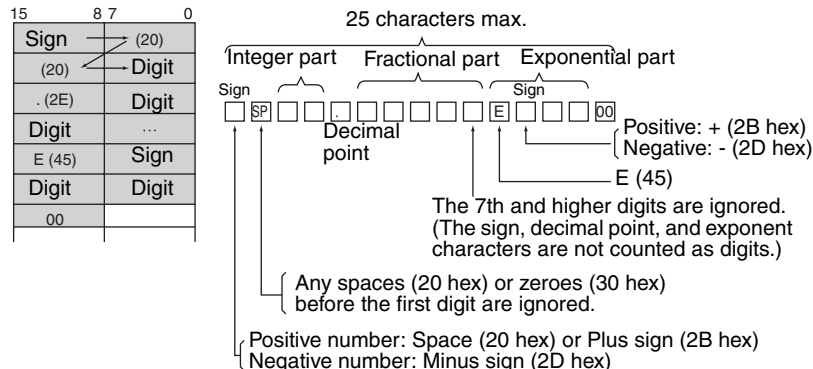 15 8 7 0
Sign (20)
(20) Digit
. (2E) Digit
Digit ...
E (45) Sign
Digit Digit
00
25 characters max.
Integer part Fractional part Exponential part
Sign Sign
SP . E 00
Decimal
point
Positive: + (2B hex)
Negative: - (2D hex)
E (45)
The 7th and higher digits are ignored.
(The sign, decimal point, and exponent
characters are not counted as digits.)
Any spaces (20 hex) or zeroes (30 hex)
before the first digit are ignored.
Positive number: Space (20 hex) or Plus sign (2B hex)
Negative number: Minus sign (2D hex)